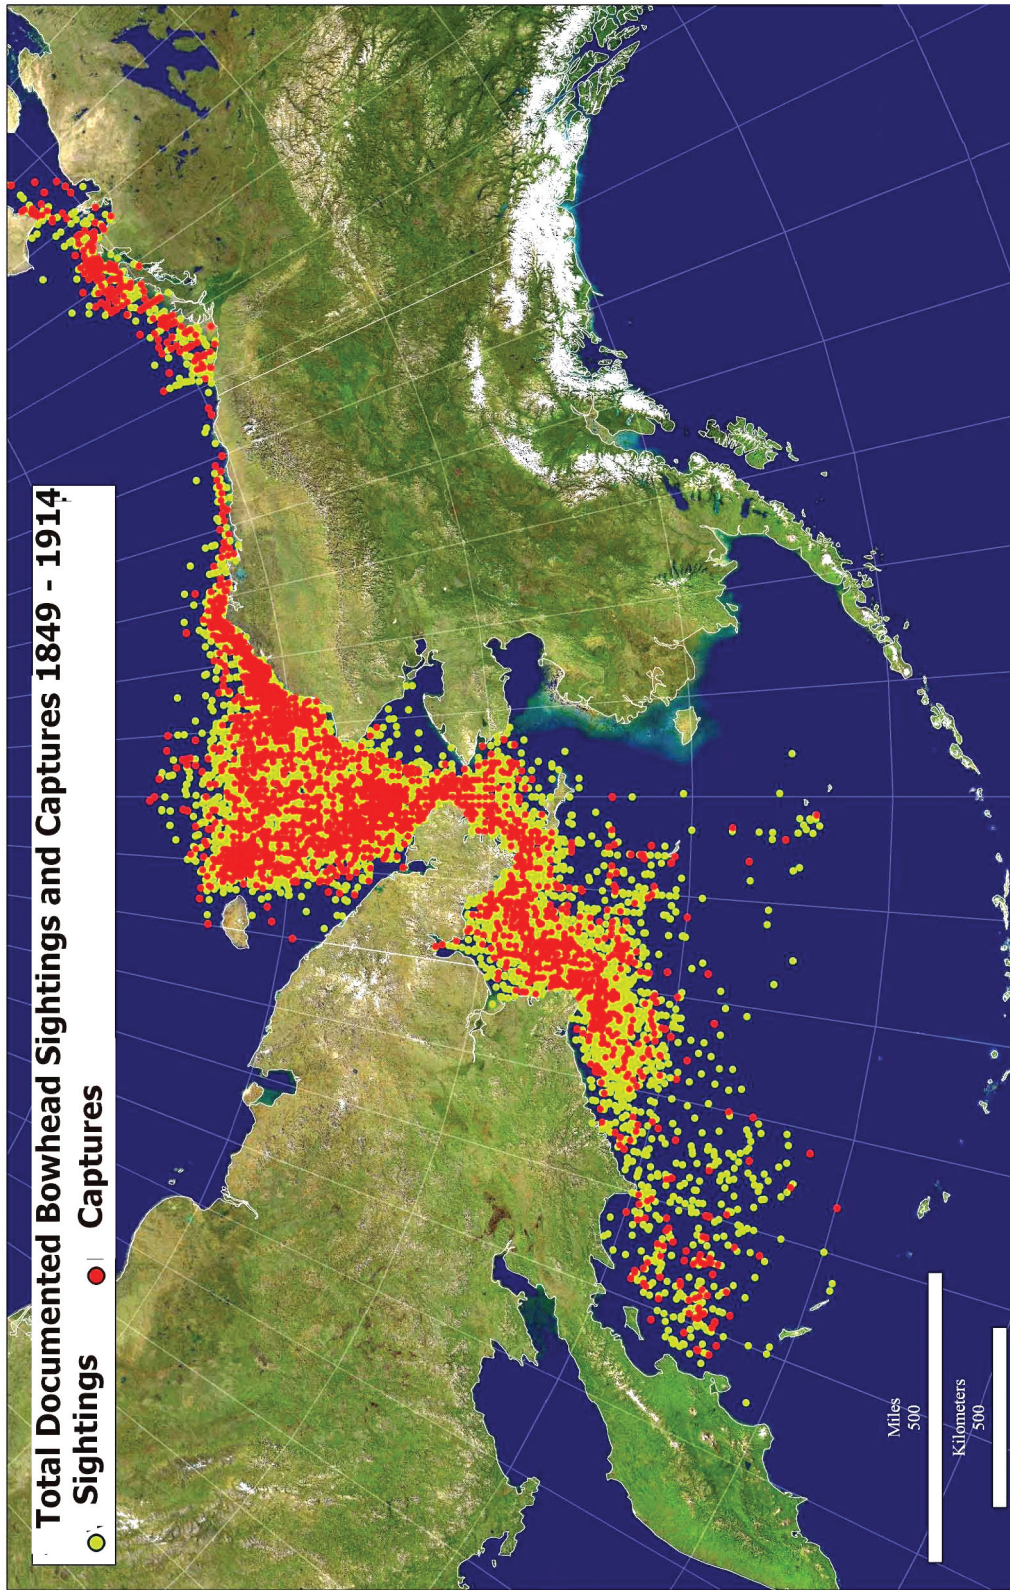 Total Documented Bowhead Sightings and Captures 1849 - 1914
Sightings Captures
Miles
500
Kilometers
500